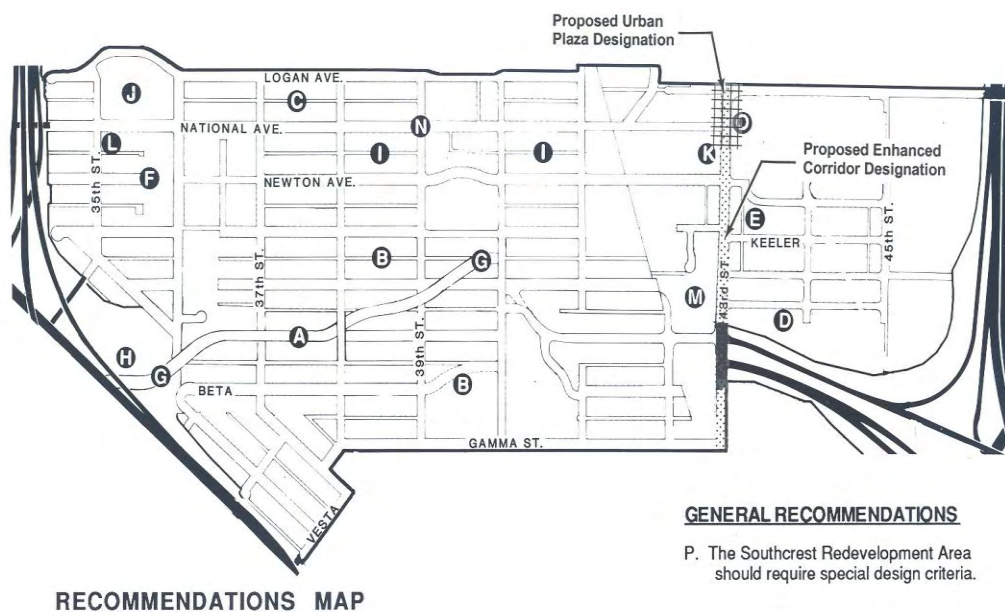 Proposed Urban
Plaza Designation
LOGAN AVE.
J
C
NATIONAL AVE.
N
O
L
I
I
K
Proposed Enhanced
Corridor Designation
F
NEWTON AVE.
35th ST.
E
KEELER
45th ST.
43rd ST.
37th ST.
B
G
M
D
A
39th ST.
H
G
BETA
B
GAMMA ST.
VESTA
GENERAL RECOMMENDATIONS
P. The Southcrest Redevelopment Area
should require special design criteria.
RECOMMENDATIONS MAP